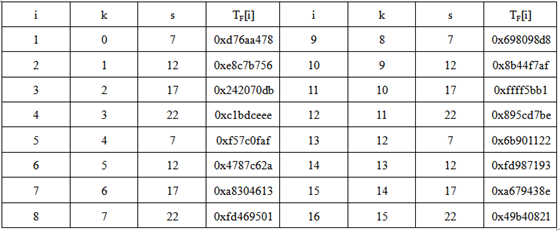 i k s T_F[i] i k s T_F[i]
1 0 7 0xd76aa478 9 8 7 0x698098d8
2 1 12 0xe8c7b756 10 9 12 0x8b44f7af
3 2 17 0x242070db 11 10 17 0xffff5bb1
4 3 22 0xc1bdceee 12 11 22 0x895cd7be
5 4 7 0xf57c0faf 13 12 7 0x6b901122
6 5 12 0x4787c62a 14 13 12 0xfd987193
7 6 17 0xa8304613 15 14 17 0xa679438e
8 7 22 0xfd469501 16 15 22 0x49b40821